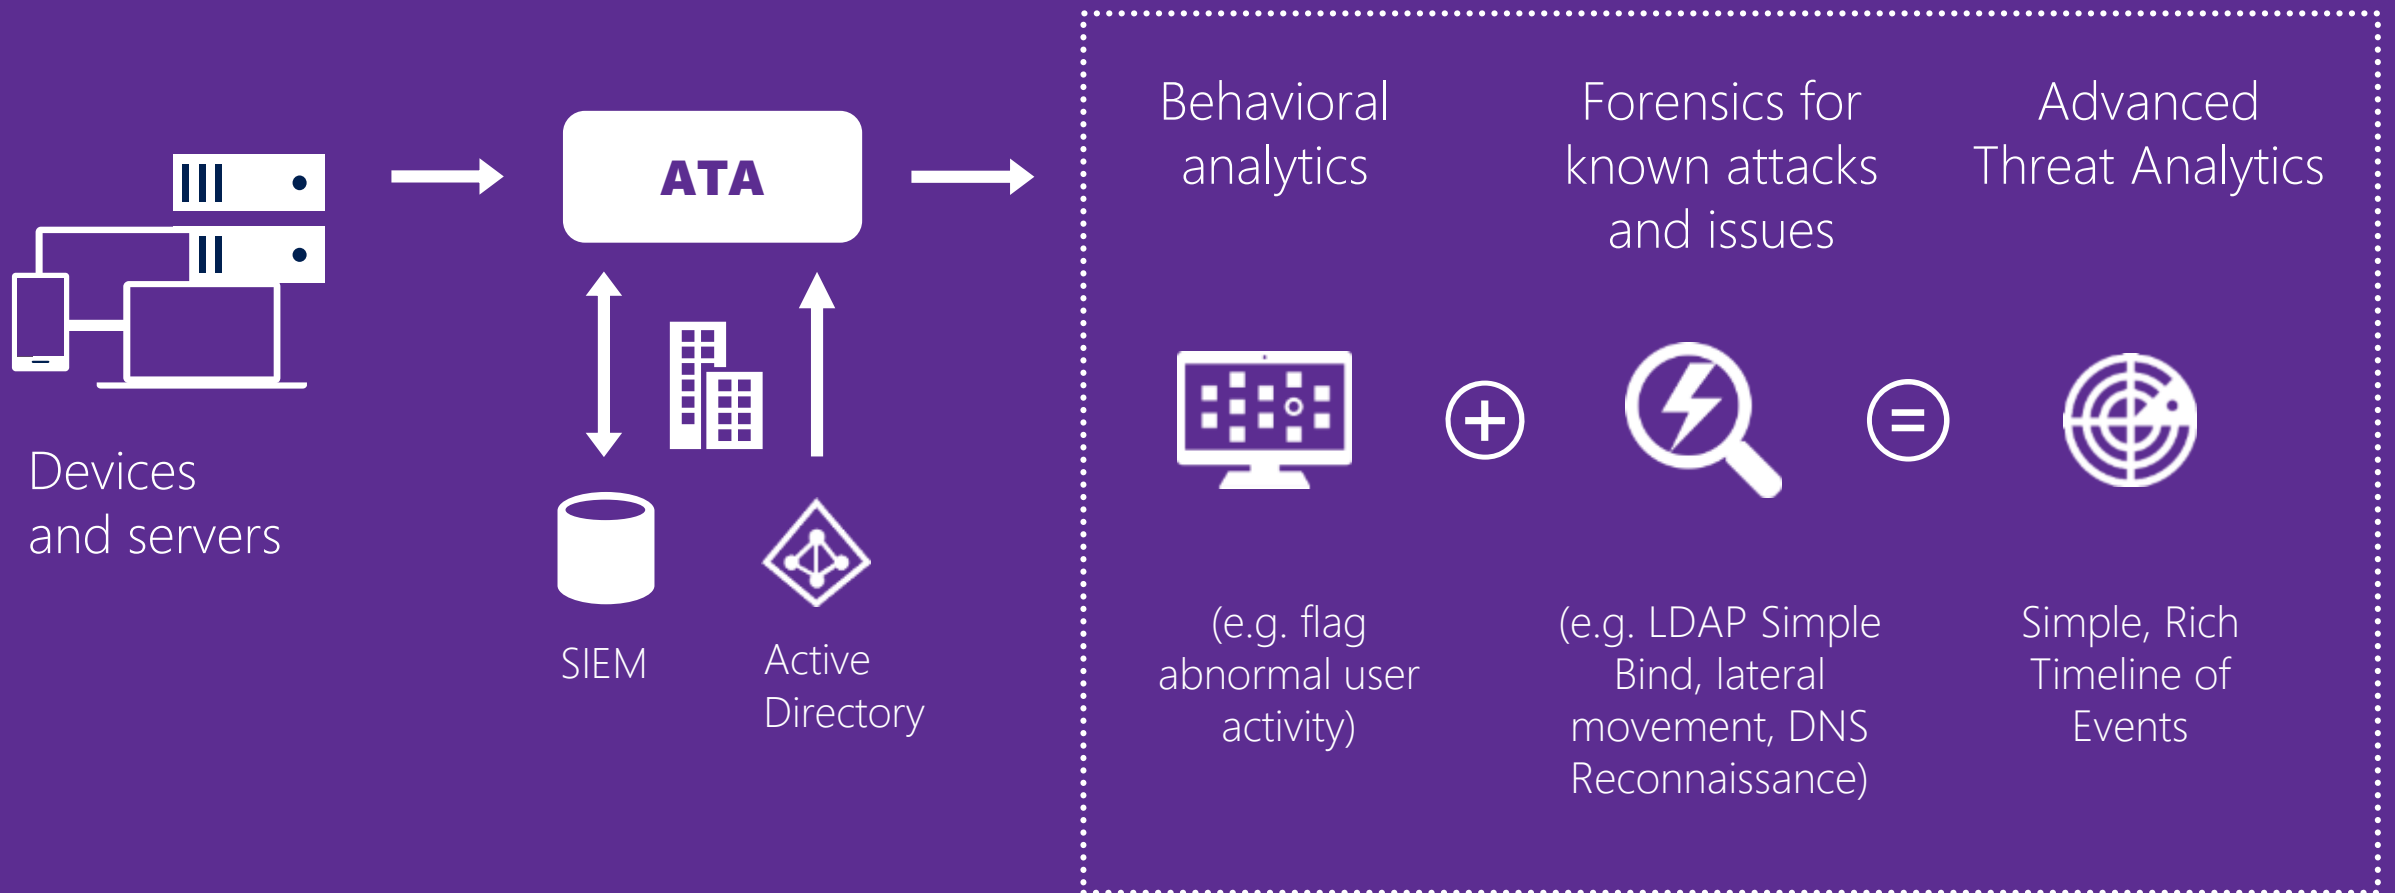 Devices
and servers
ATA
SIEM
Active
Directory
Behavioral
analytics
(e.g. flag
abnormal user
activity)
+
Forensics for
known attacks
and issues
(e.g. LDAP Simple
Bind, lateral
movement, DNS
Reconnaissance)
=
Advanced
Threat Analytics
Simple, Rich
Timeline of
Events